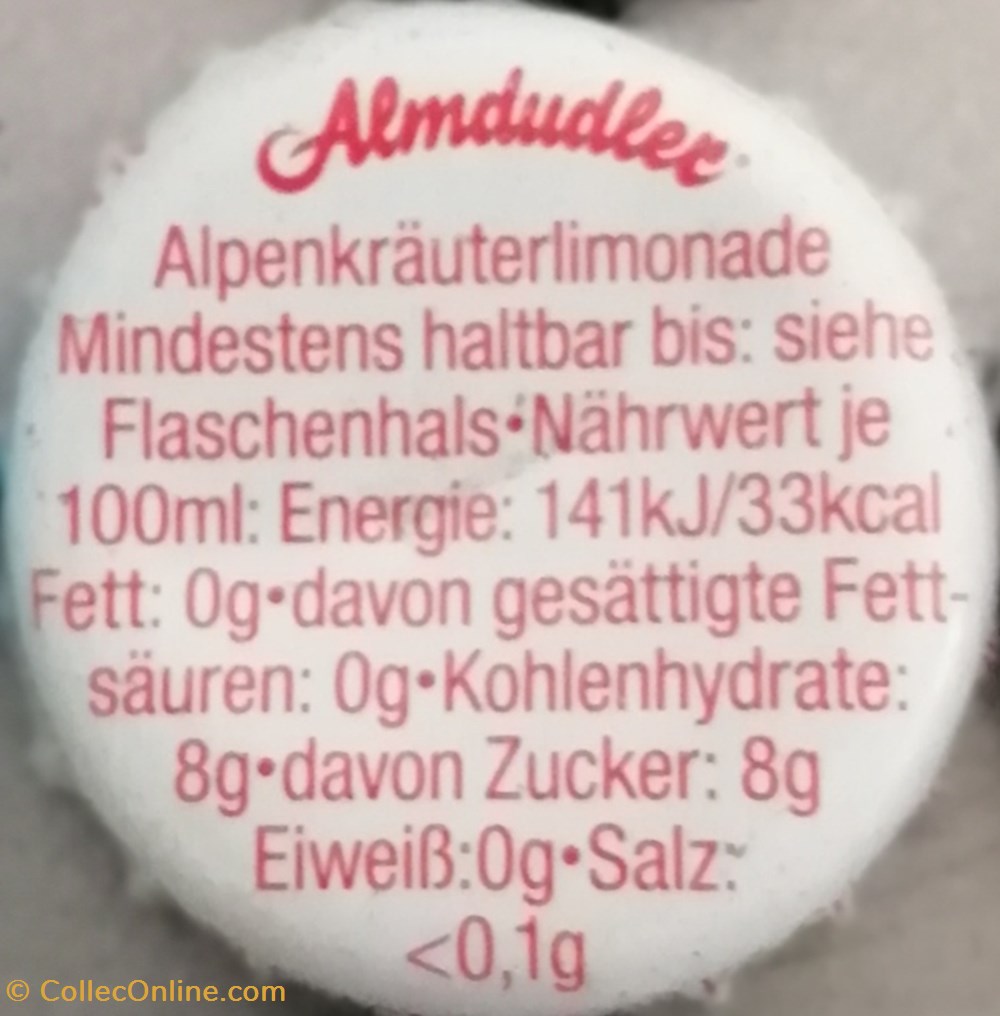 Almdudler
Alpenkräuterlimonade
Mindestens haltbar bis: siehe
Flaschenhals•Nährwert je
100ml: Energie: 141kJ/33kcal
Fett: 0g•davon gesättigte Fett-
säuren: 0g•Kohlenhydrate:
8g•davon Zucker: 8g
Eiweiß:0g•Salz:
<0,1g
© CollecOnline.com